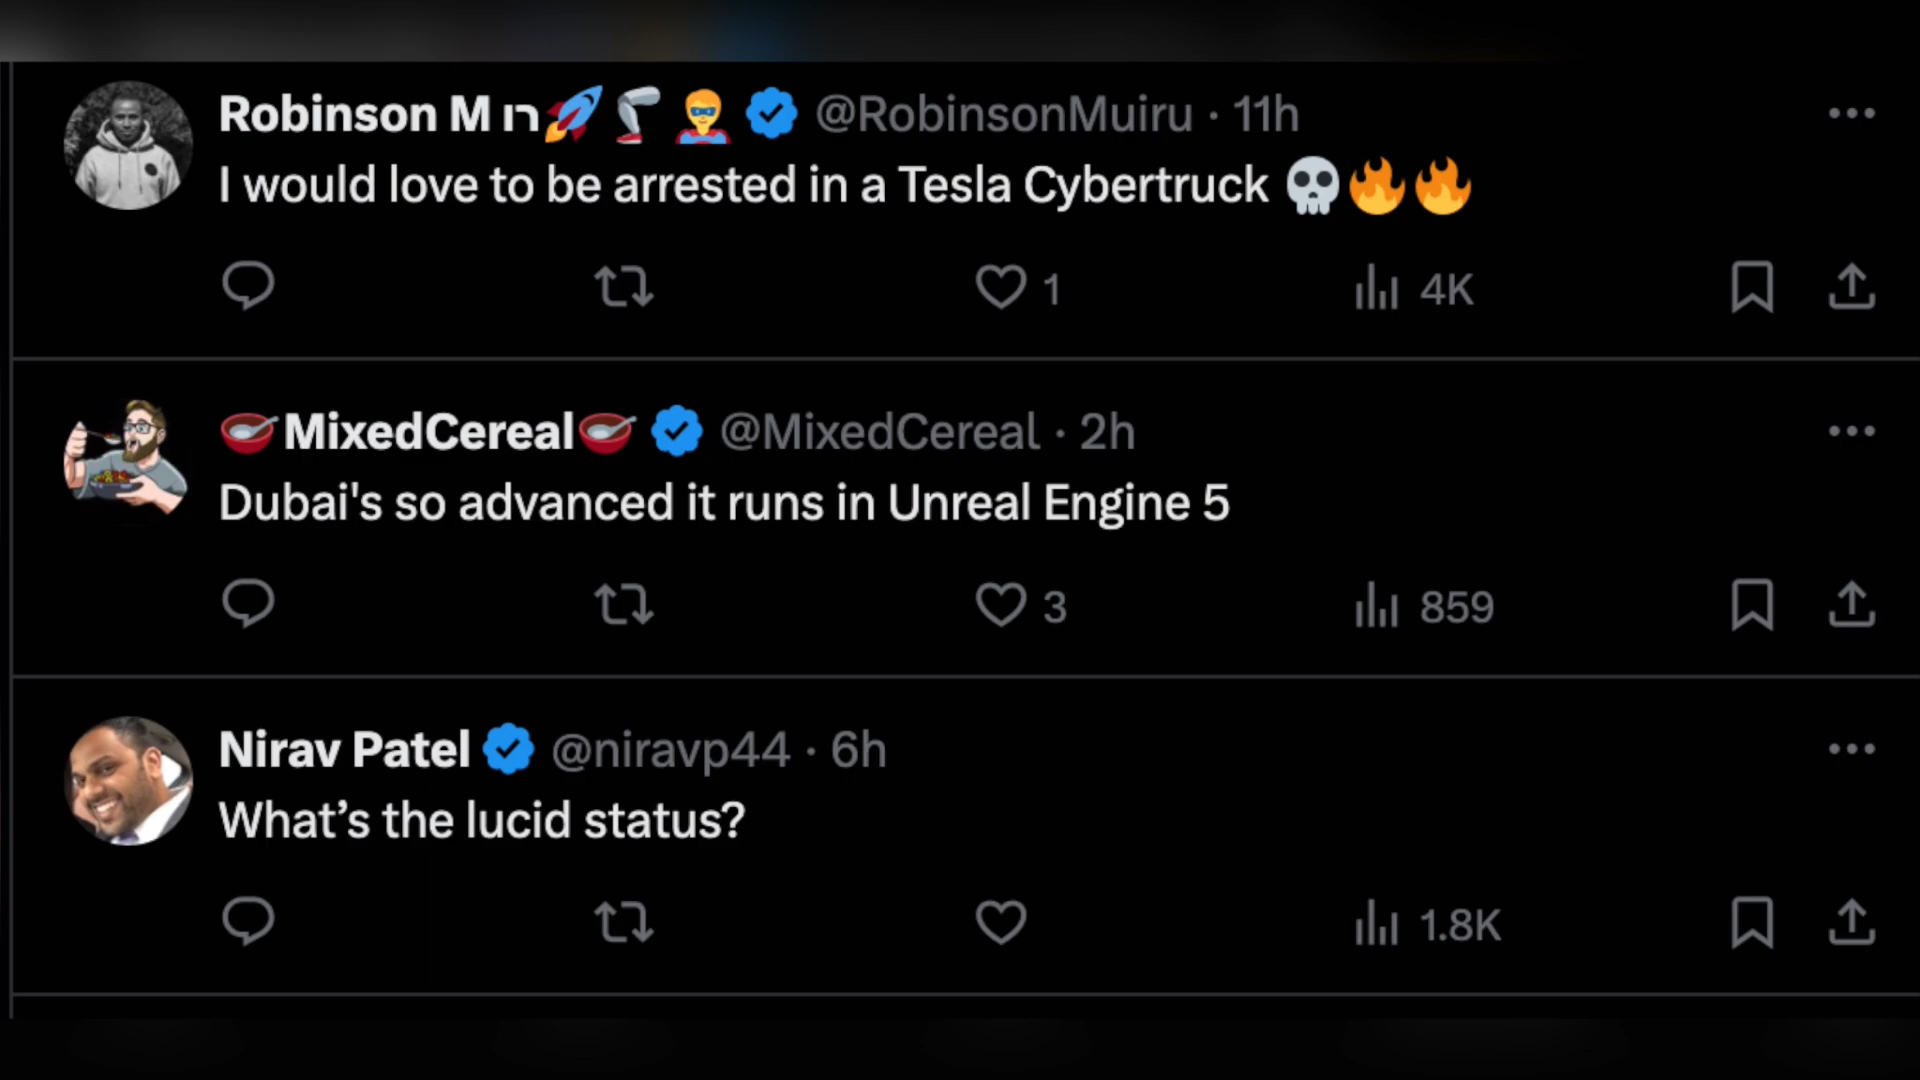 Robinson M רזו🚀🦿🦸 @RobinsonMuiru · 11h
I would love to be arrested in a Tesla Cybertruck 💀🔥🔥
1 4K
🥣MixedCereal🥣 @MixedCereal · 2h
Dubai's so advanced it runs in Unreal Engine 5
3 859
Nirav Patel @niravp44 · 6h
What’s the lucid status?
1.8K